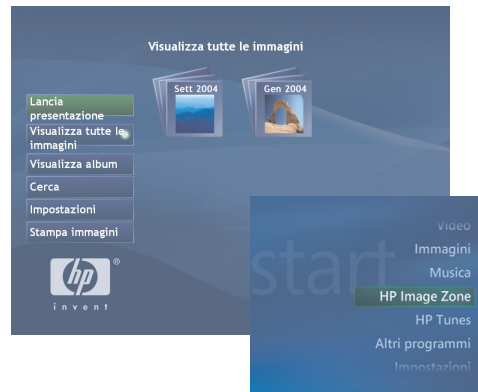 Visualizza tutte le immagini
Sett 2004
Gen 2004
Lancia
presentazione
Visualizza tutte le
immagini
Visualizza album
Cerca
Impostazioni
Stampa immagini
hp
®
invent
start
Video
Immagini
Musica
HP Image Zone
HP Tunes
Altri programmi
Impostazioni